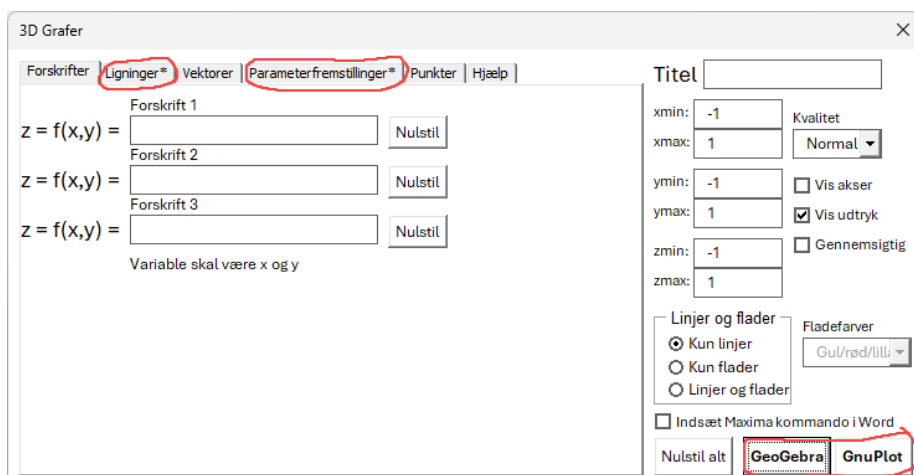 3D Grafer
Forskrifter Ligninger* Vektorer Parameterfremstillinger* Punkter Hjælp
Forskrift 1
z = f(x,y) = Nulstil
Forskrift 2
z = f(x,y) = Nulstil
Forskrift 3
z = f(x,y) = Nulstil
Variable skal være x og y
Titel
xmin: -1
xmax: 1
Kvalitet
Normal
ymin: -1
ymax: 1
Vis akser
Vis udtryk
Gennemsigtig
zmin: -1
zmax: 1
Linjer og flader
Kun linjer
Kun flader
Linjer og flader
Fladefarver
Gul/rød/lill
Indsæt Maxima kommando i Word
Nulstil alt GeoGebra GnuPlot